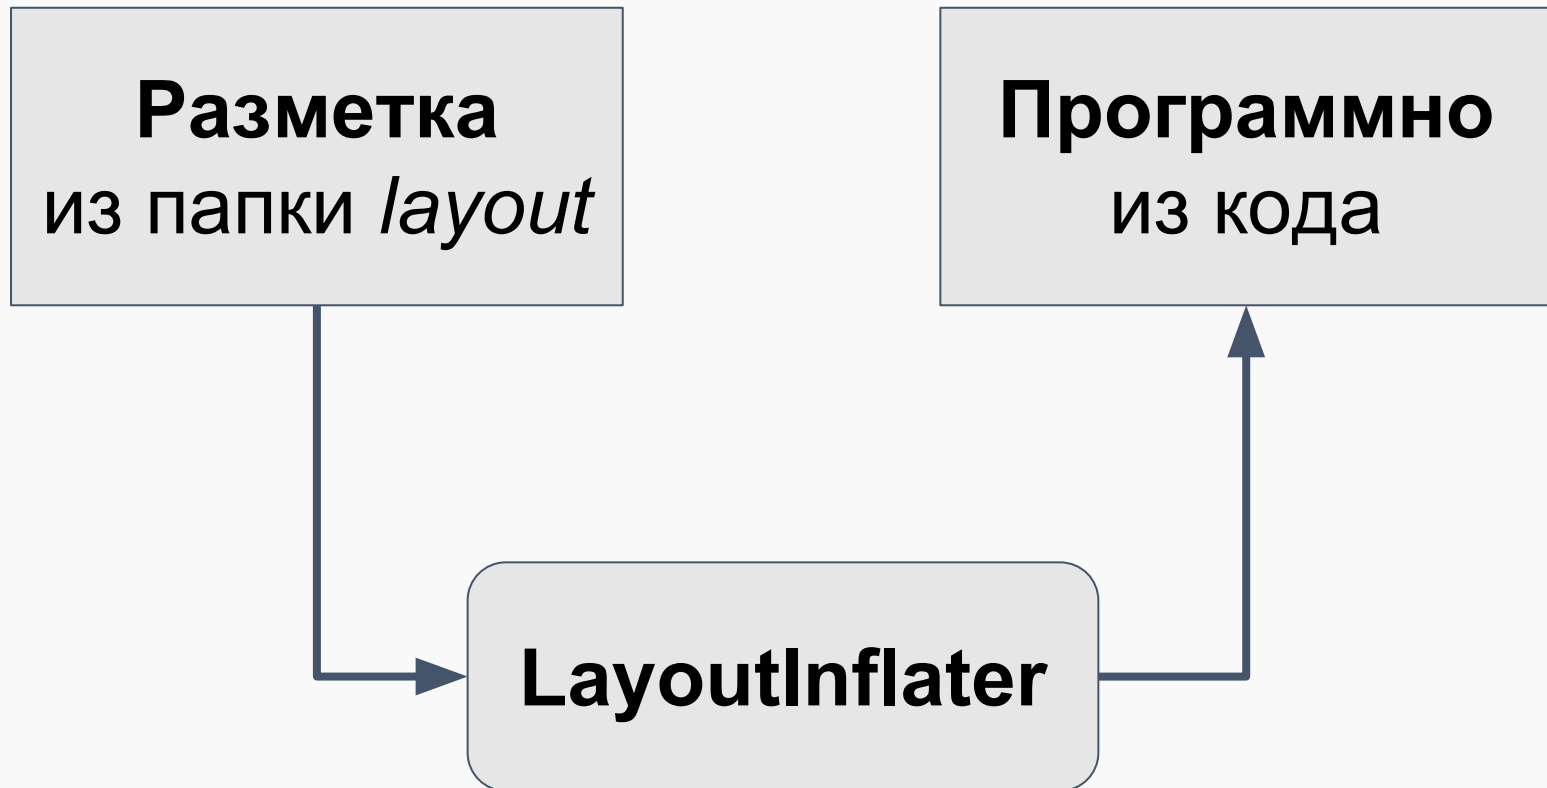 Разметка
из папки layout
Программно
из кода
LayoutInflater